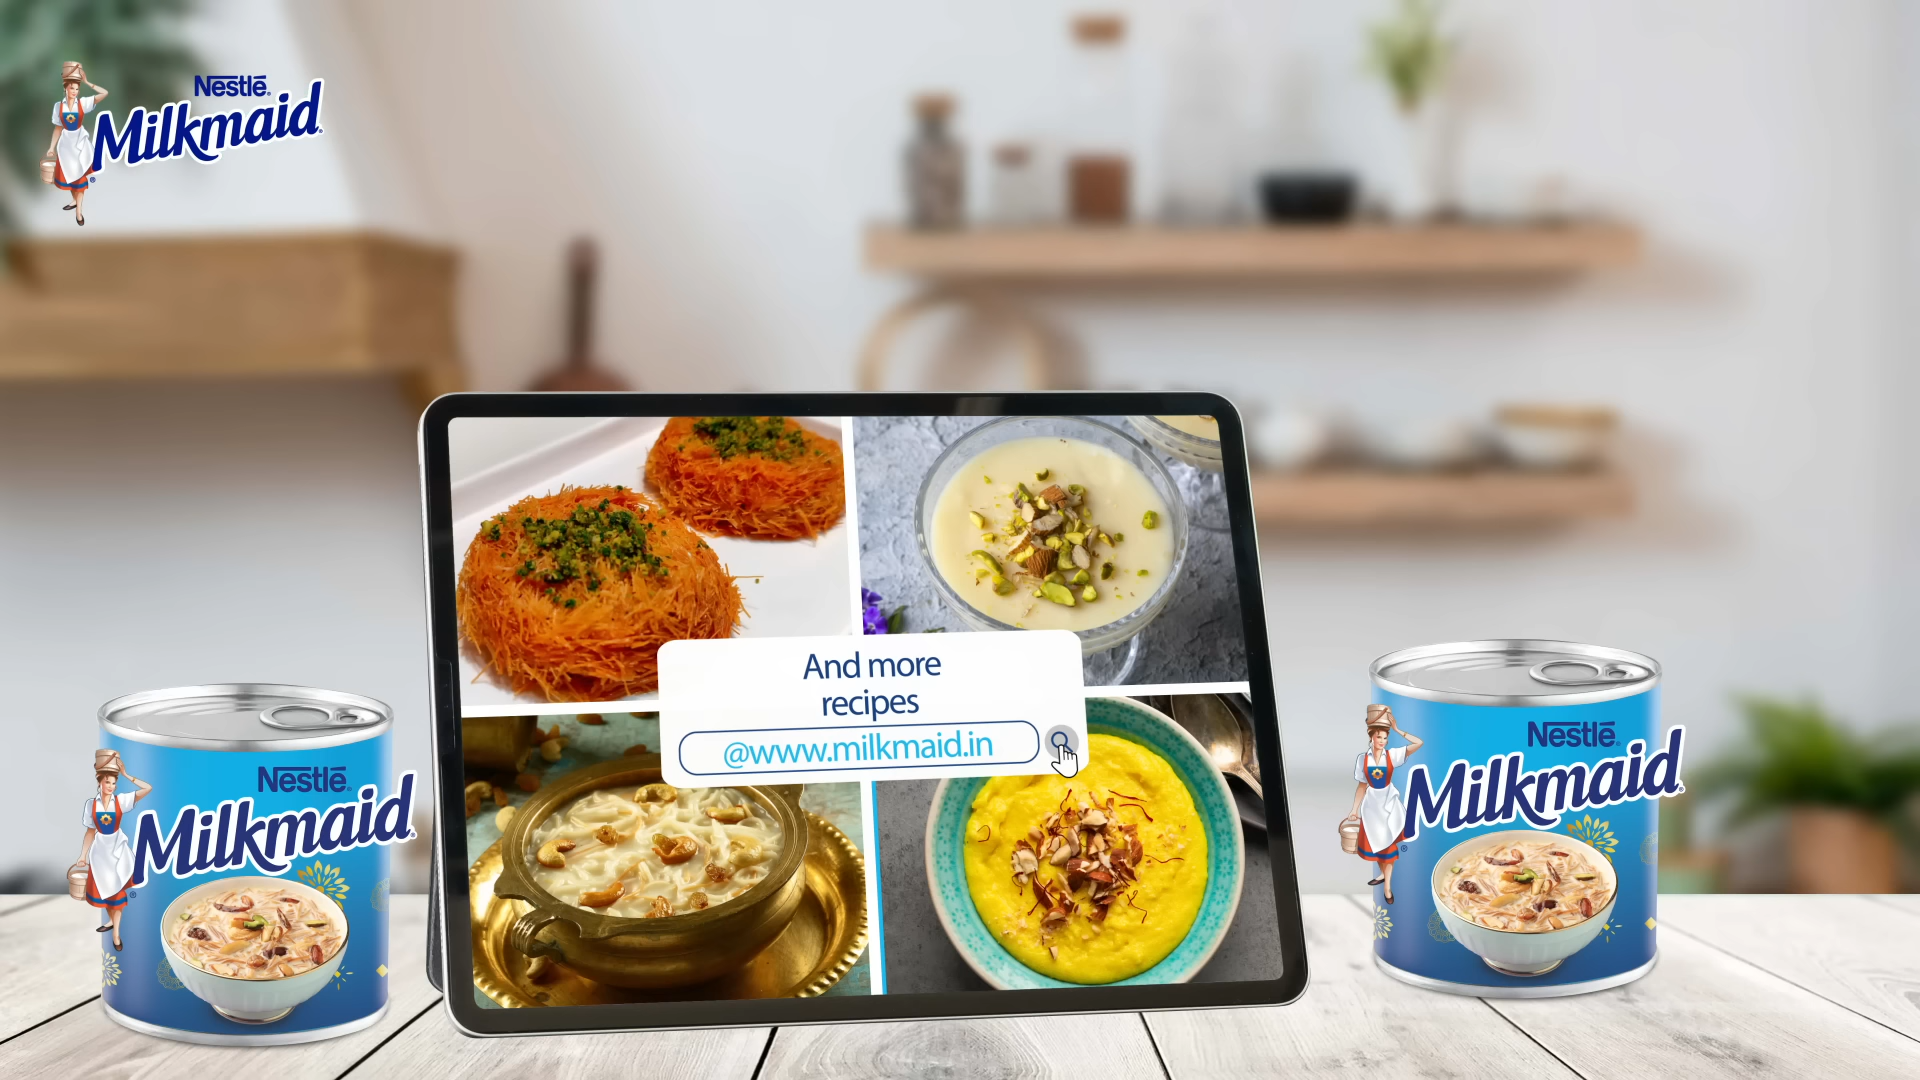 Nestlé
Milkmaid
And more
recipes
@www.milkmaid.in
Nestlé
Milkmaid
Nestlé
Milkmaid